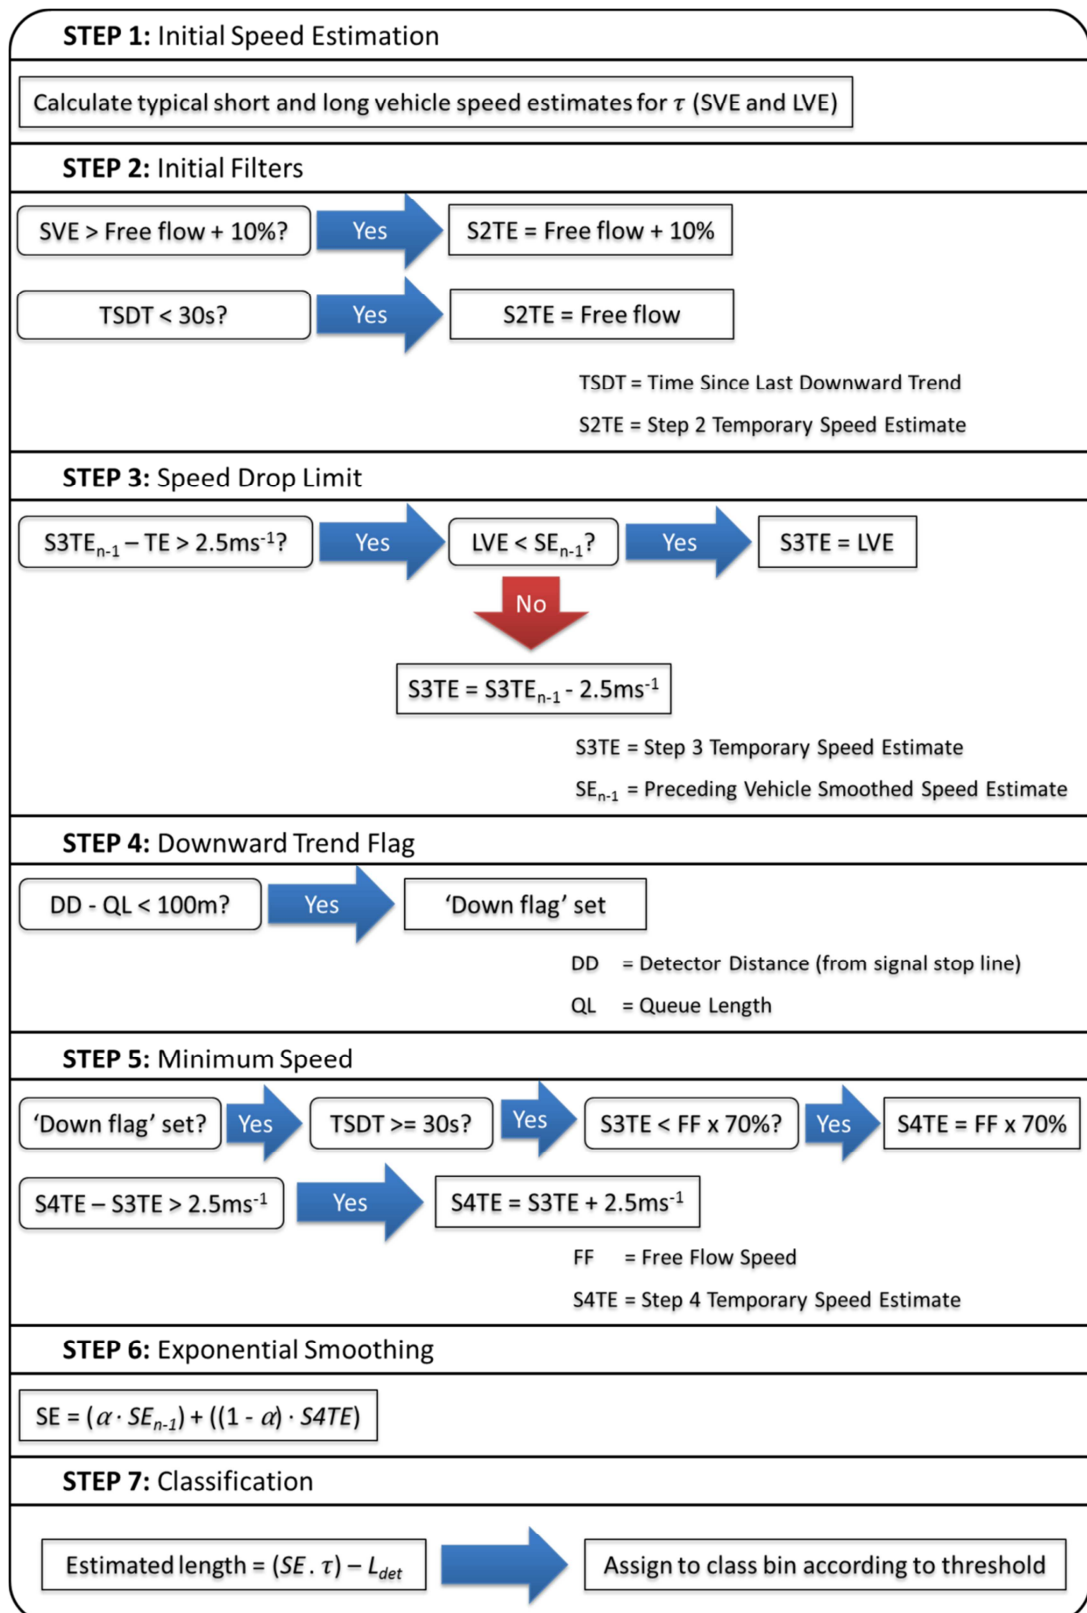 STEP 1: Initial Speed Estimation
Calculate typical short and long vehicle speed estimates for τ (SVE and LVE)
STEP 2: Initial Filters
SVE > Free flow + 10%? Yes S2TE = Free flow + 10%
TSDT < 30s? Yes S2TE = Free flow
TSDT = Time Since Last Downward Trend
S2TE = Step 2 Temporary Speed Estimate
STEP 3: Speed Drop Limit
S3TEn-1 – TE > 2.5ms-1? Yes LVE < SEn-1? Yes S3TE = LVE
No
S3TE = S3TEn-1 - 2.5ms-1
S3TE = Step 3 Temporary Speed Estimate
SEn-1 = Preceding Vehicle Smoothed Speed Estimate
STEP 4: Downward Trend Flag
DD - QL < 100m? Yes ‘Down flag’ set
DD = Detector Distance (from signal stop line)
QL = Queue Length
STEP 5: Minimum Speed
‘Down flag’ set? Yes TSDT >= 30s? Yes S3TE < FF x 70%? Yes S4TE = FF x 70%
S4TE – S3TE > 2.5ms-1 Yes S4TE = S3TE + 2.5ms-1
FF = Free Flow Speed
S4TE = Step 4 Temporary Speed Estimate
STEP 6: Exponential Smoothing
SE = (α · SEn-1) + ((1 - α) · S4TE)
STEP 7: Classification
Estimated length = (SE . τ) – Ldet Assign to class bin according to threshold